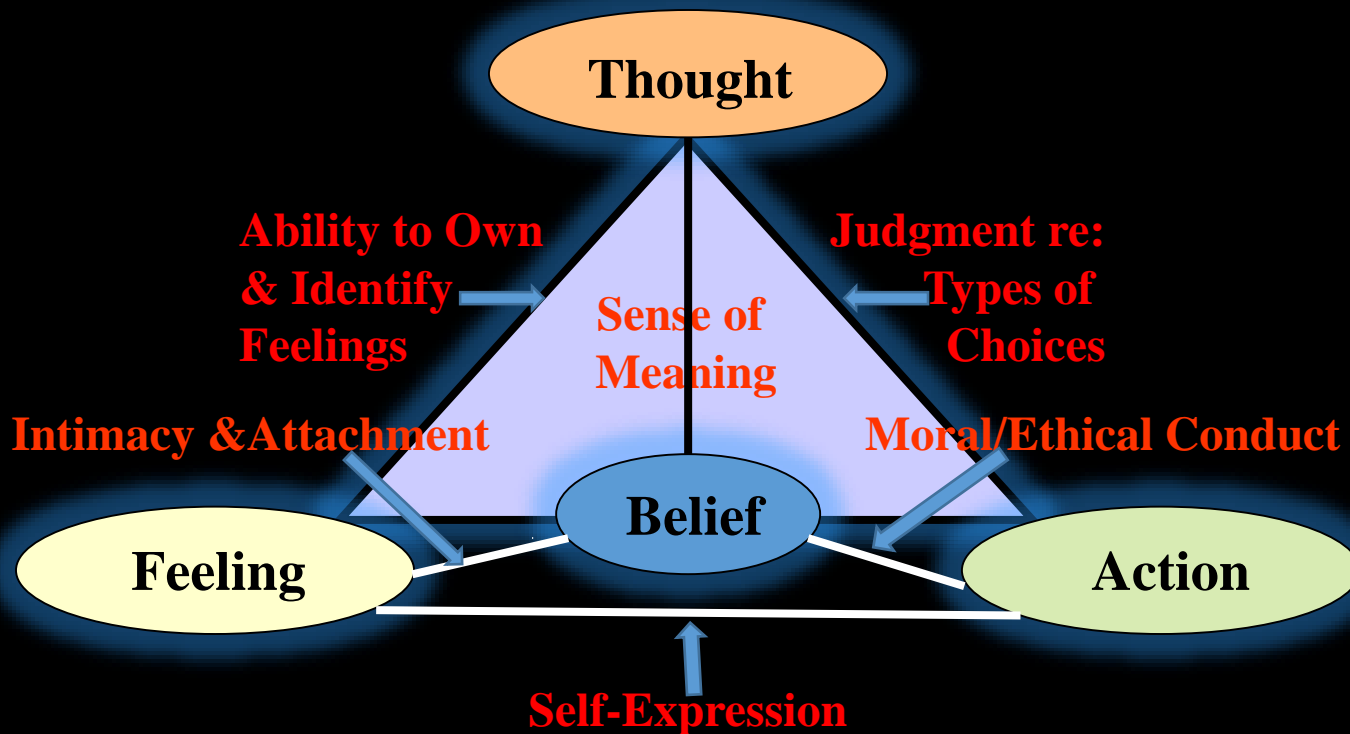 Thought
Ability to Own
& Identify
Feelings
Judgment re:
Types of
Choices
Sense of
Meaning
Intimacy &Attachment
Moral/Ethical Conduct
Belief
Feeling
Action
Self-Expression